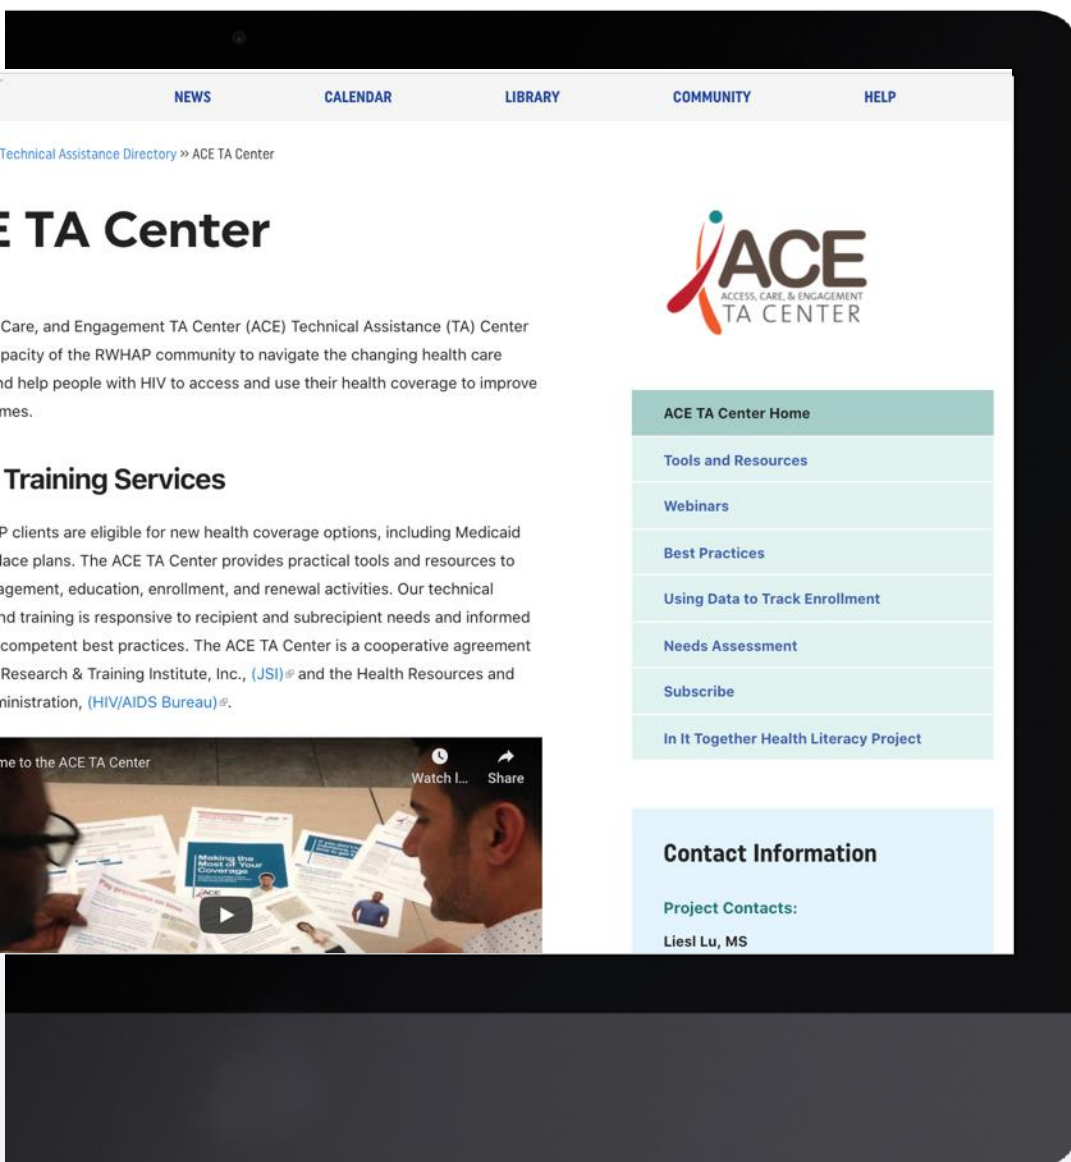 NEWS CALENDAR LIBRARY COMMUNITY HELP
Technical Assistance Directory » ACE TA Center
E TA Center
Care, and Engagement TA Center (ACE) Technical Assistance (TA) Center
pacity of the RWHAP community to navigate the changing health care
nd help people with HIV to access and use their health coverage to improve
mes.
Training Services
P clients are eligible for new health coverage options, including Medicaid
lace plans. The ACE TA Center provides practical tools and resources to
agement, education, enrollment, and renewal activities. Our technical
nd training is responsive to recipient and subrecipient needs and informed
competent best practices. The ACE TA Center is a cooperative agreement
Research & Training Institute, Inc., (JSI) and the Health Resources and
ministration, (HIV/AIDS Bureau).
me to the ACE TA Center
Watch l... Share
Making the
Most of Your
Coverage
ACE
Pay premiums on time
ACE
ACCESS, CARE, & ENGAGEMENT
TA CENTER
ACE TA Center Home
Tools and Resources
Webinars
Best Practices
Using Data to Track Enrollment
Needs Assessment
Subscribe
In It Together Health Literacy Project
Contact Information
Project Contacts:
Liesl Lu, MS